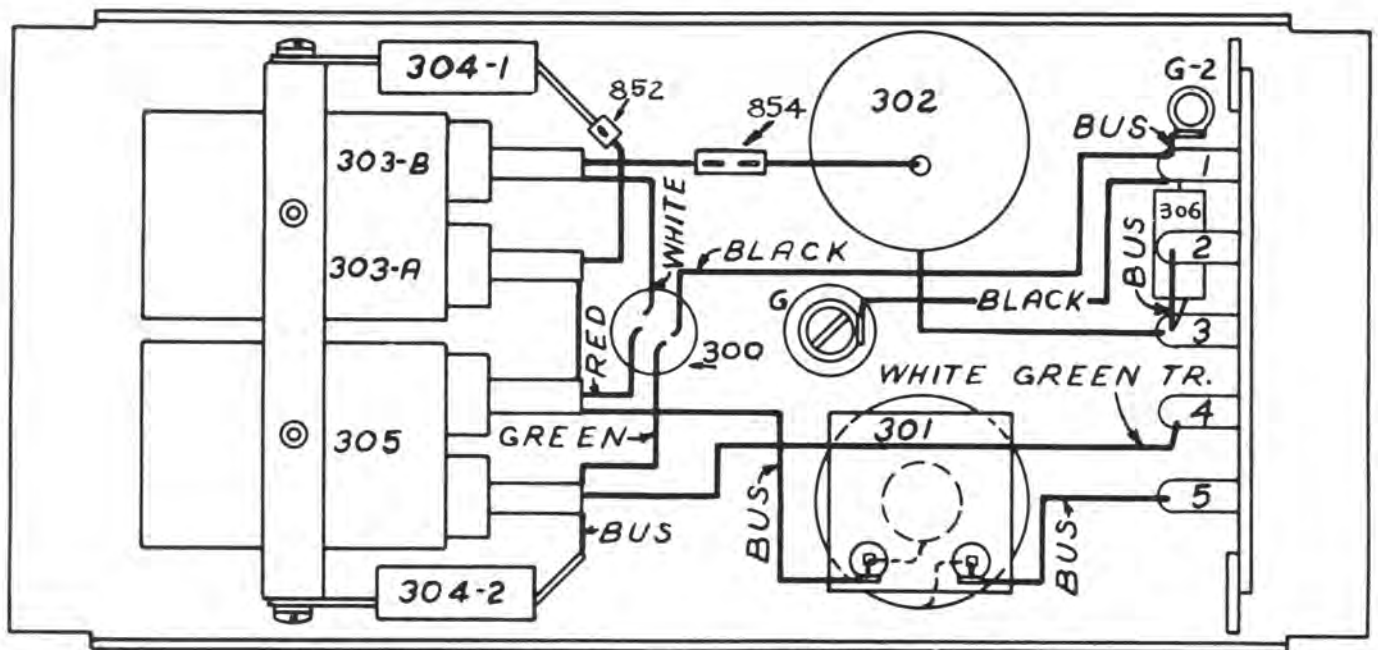 304-1
852
854
302
G-2
BUS
303-B
1
WHITE
306
303-A
BLACK
2
BUS
G
BLACK
3
300
RED
WHITE GREEN TR.
4
305
GREEN
301
5
BUS
BUS
BUS
304-2